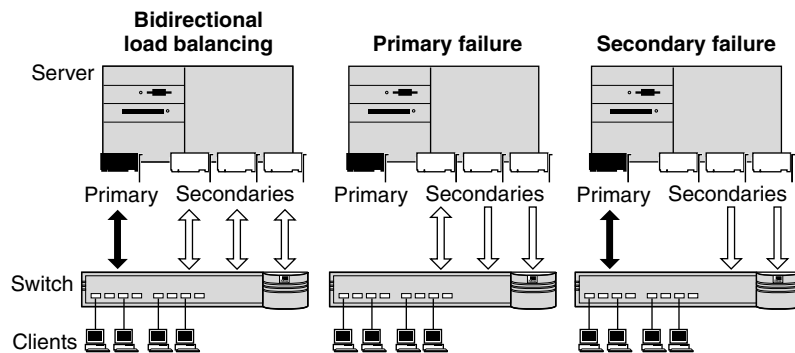 Bidirectional
load balancing
Primary failure
Secondary failure
Server
Primary Secondaries
Primary Secondaries
Primary Secondaries
Switch
Clients